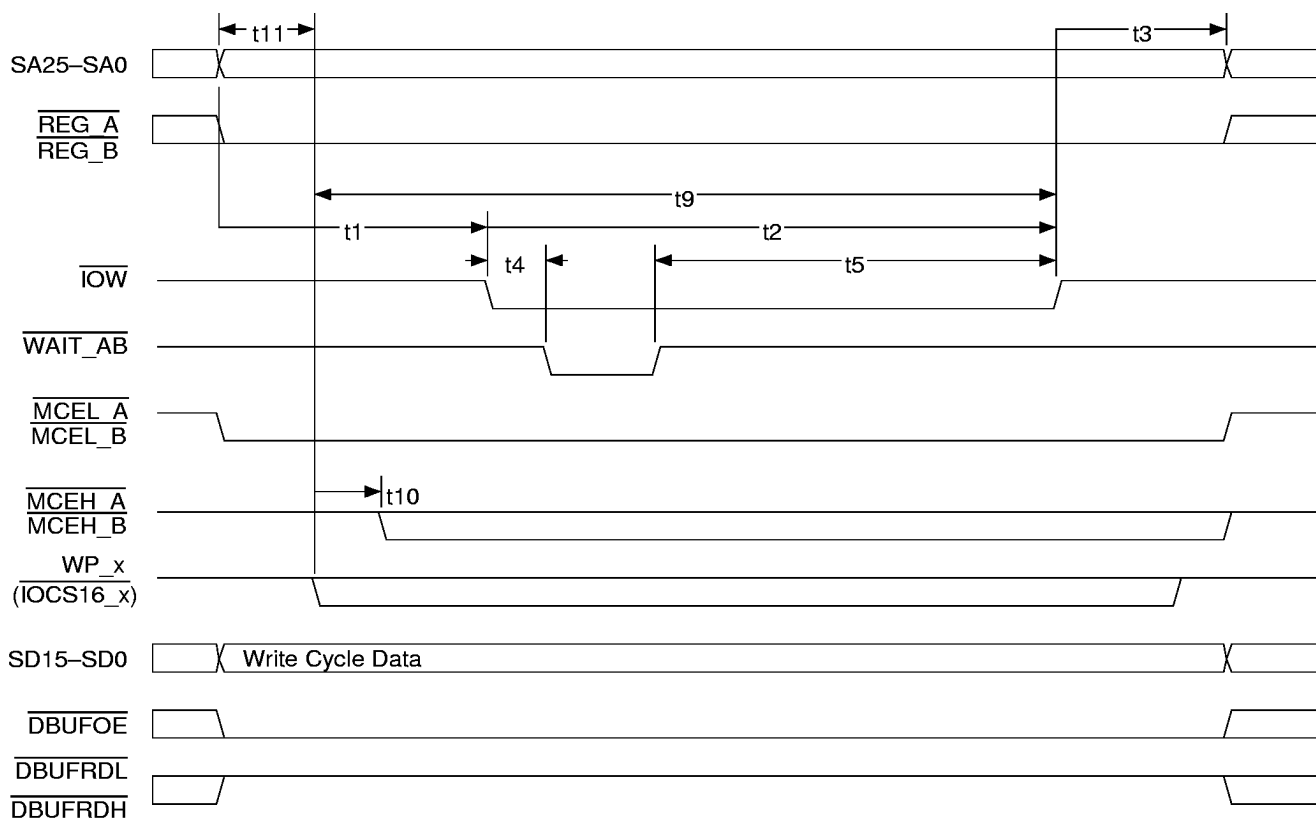 t11
t3
SA25–SA0
REG_A
REG_B
t9
t1
t2
t4
t5
IOW
WAIT_AB
MCEL_A
MCEL_B
t10
MCEH_A
MCEH_B
WP_x
(IOCS16_x)
SD15–SD0
Write Cycle Data
DBUFOE
DBUFRDL
DBUFRDH